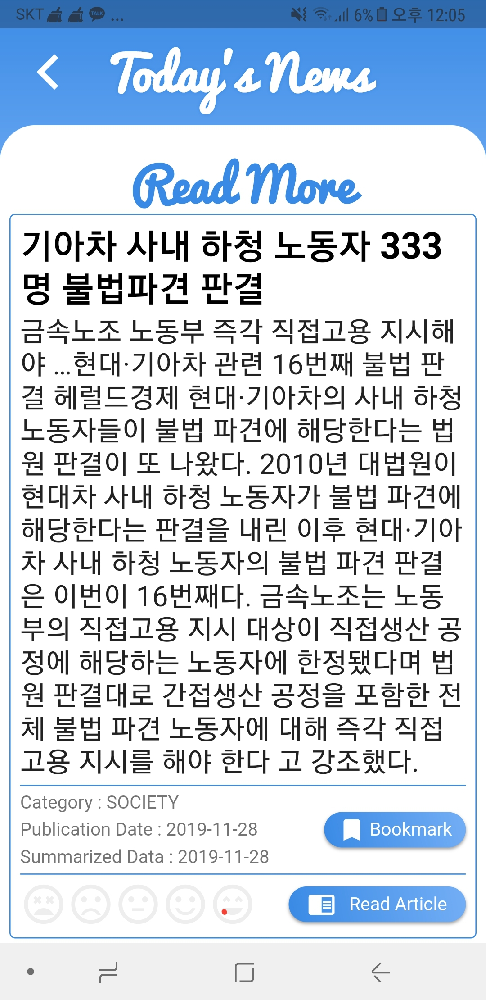 SKT TALK ... 6% 오후 12:05
Today's News
Read More
기아차 사내 하청 노동자 333
명 불법파견 판결
금속노조 노동부 즉각 직접고용 지시해
야 ...현대·기아차 관련 16번째 불법 판
결 헤럴드경제 현대·기아차의 사내 하청
노동자들이 불법 파견에 해당한다는 법
원 판결이 또 나왔다. 2010년 대법원이
현대차 사내 하청 노동자가 불법 파견에
해당한다는 판결을 내린 이후 현대·기아
차 사내 하청 노동자의 불법 파견 판결
은 이번이 16번째다. 금속노조는 노동
부의 직접고용 지시 대상이 직접생산 공
정에 해당하는 노동자에 한정됐다며 법
원 판결대로 간접생산 공정을 포함한 전
체 불법 파견 노동자에 대해 즉각 직접
고용 지시를 해야 한다 고 강조했다.
Category : SOCIETY
Publication Date : 2019-11-28
Bookmark
Summarized Data : 2019-11-28
Read Article